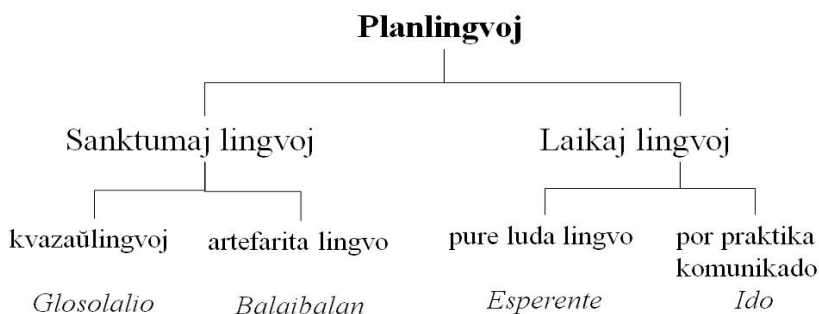 Planlingvoj
Sanktumaj lingvoj
Laikaj lingvoj
kvazaŭlingvoj
artefarita lingvo
pure luda lingvo
por praktika
komunikado
Glosolalio
Balaibalan
Esperente
Ido